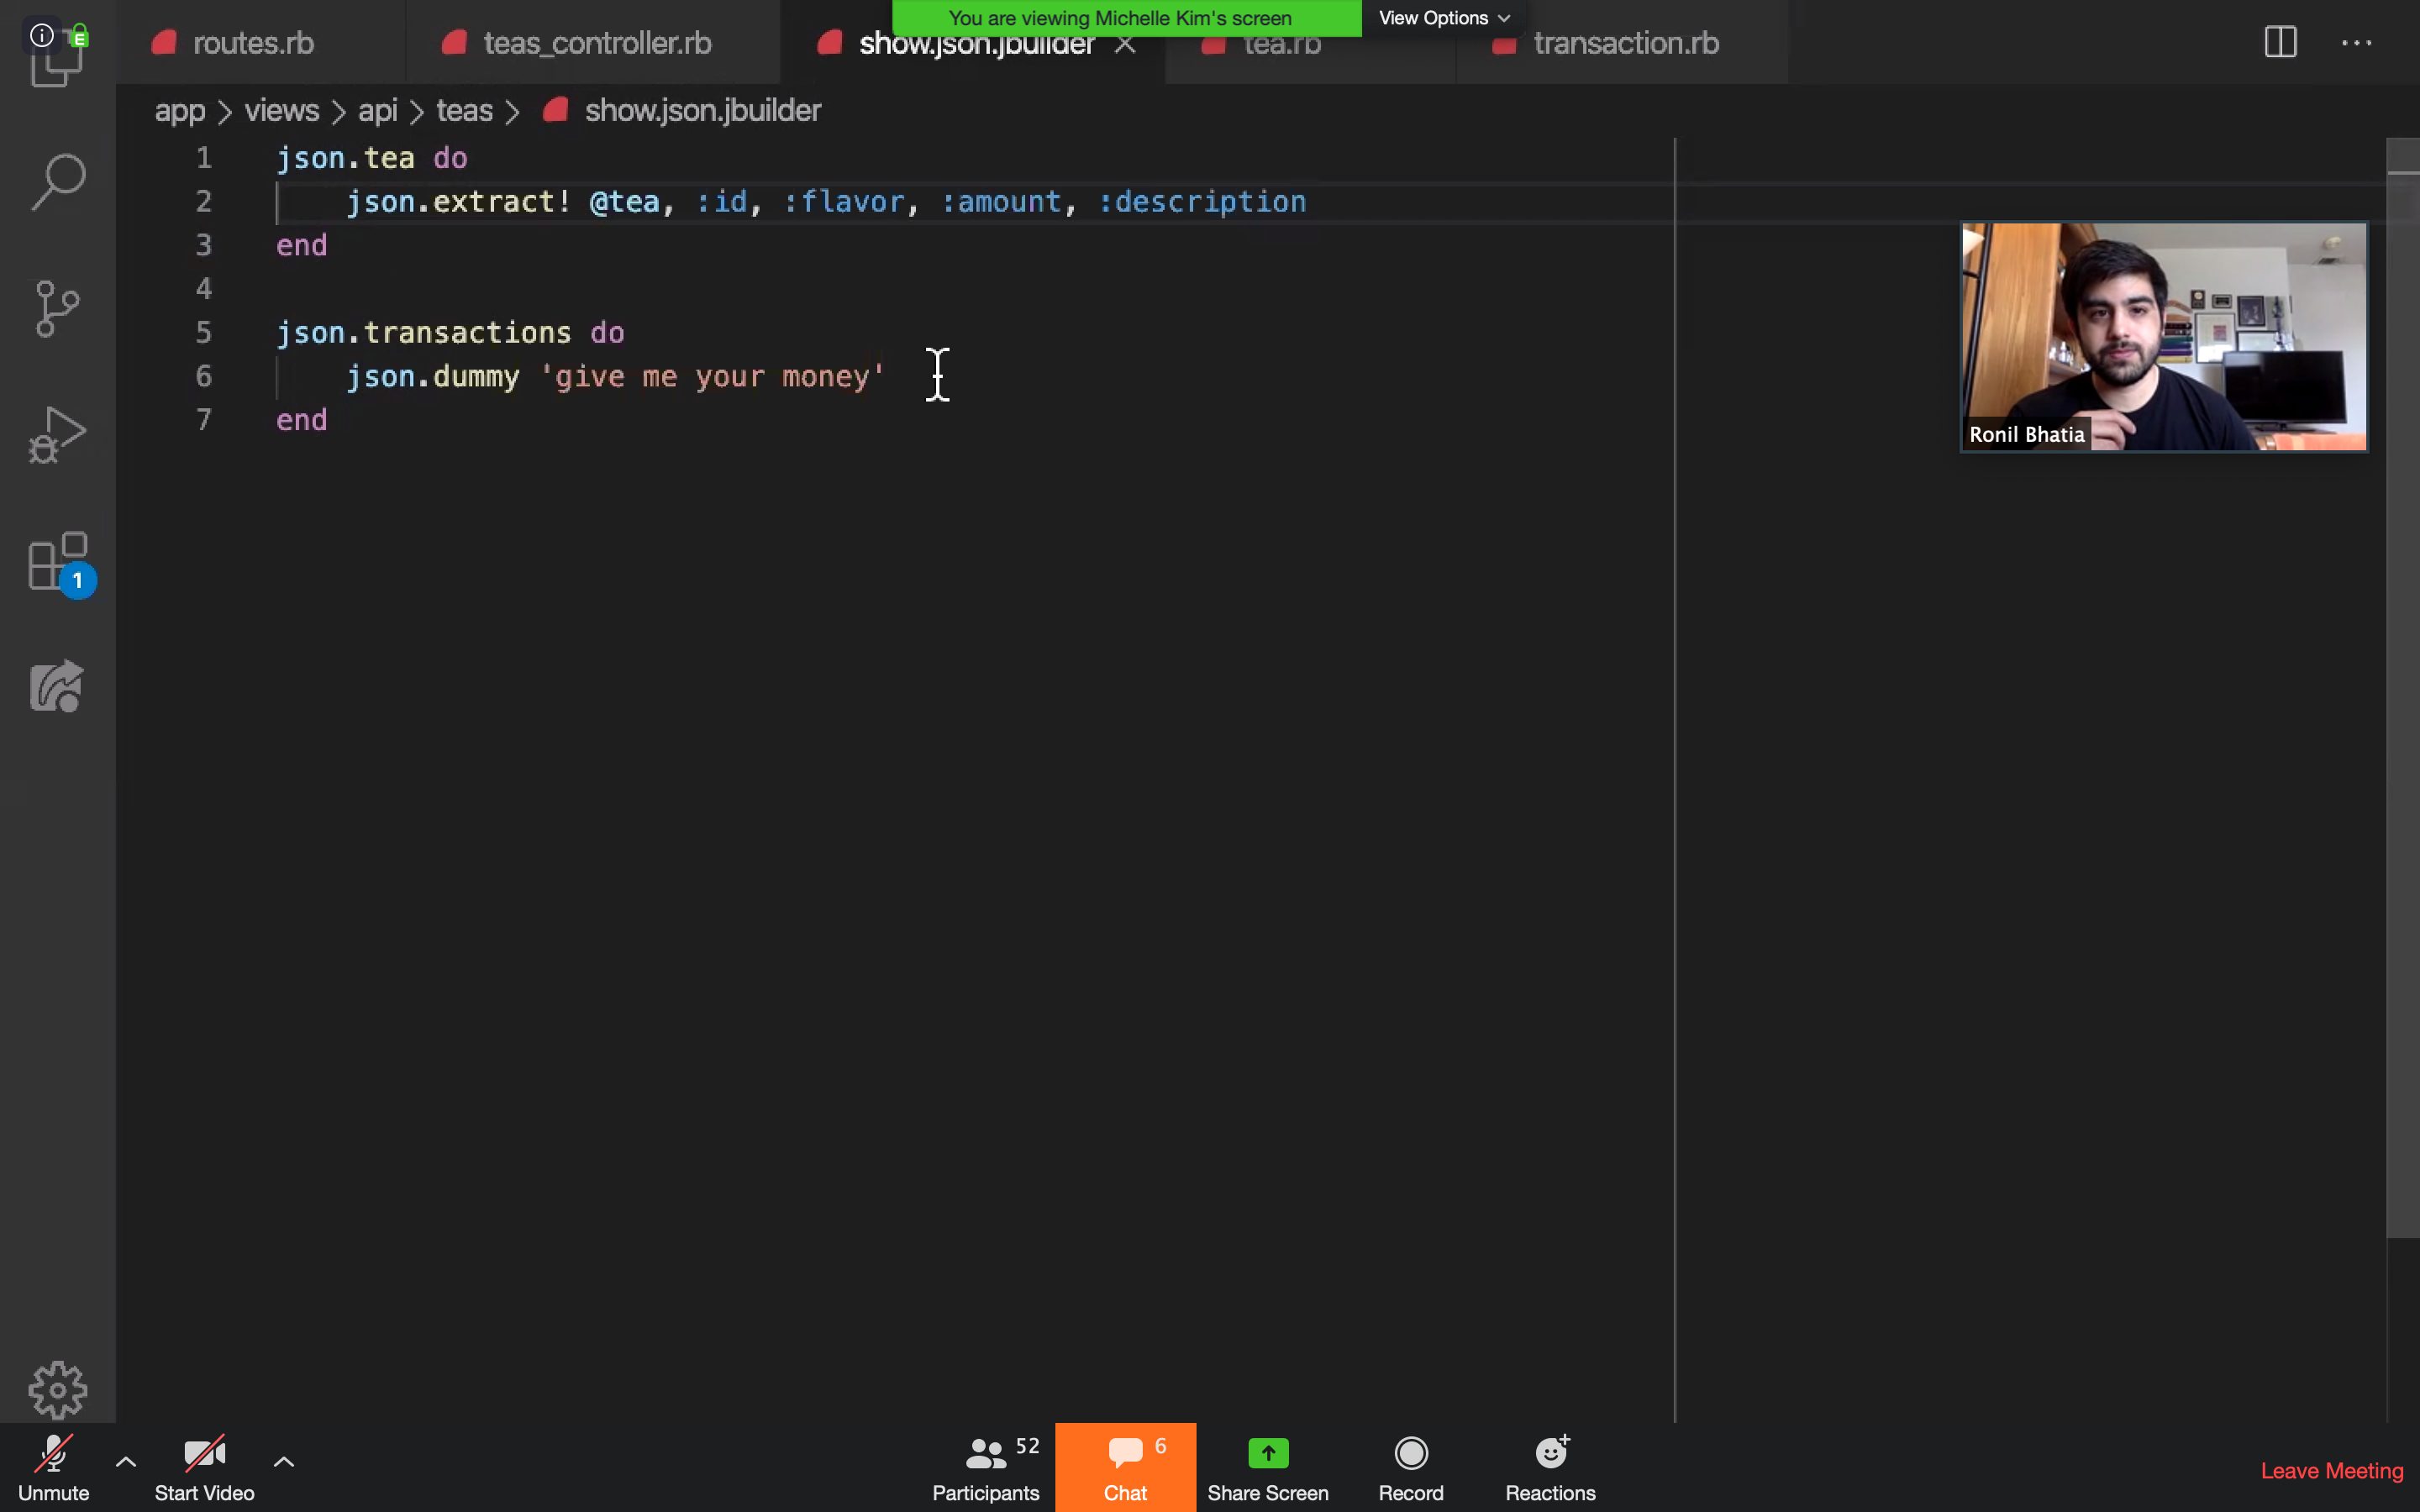 You are viewing Michelle Kim's screen View Options
routes.rb teas_controller.rb show.json.jbuilder tea.rb transaction.rb
app > views > api > teas > show.json.jbuilder
1 json.tea do
2 json.extract! @tea, :id, :flavor, :amount, :description
3 end
4
5 json.transactions do
6 json.dummy 'give me your money'
7 end
Ronil Bhatia
1
Unmute Start Video Participants 52 Chat 6 Share Screen Record Reactions Leave Meeting